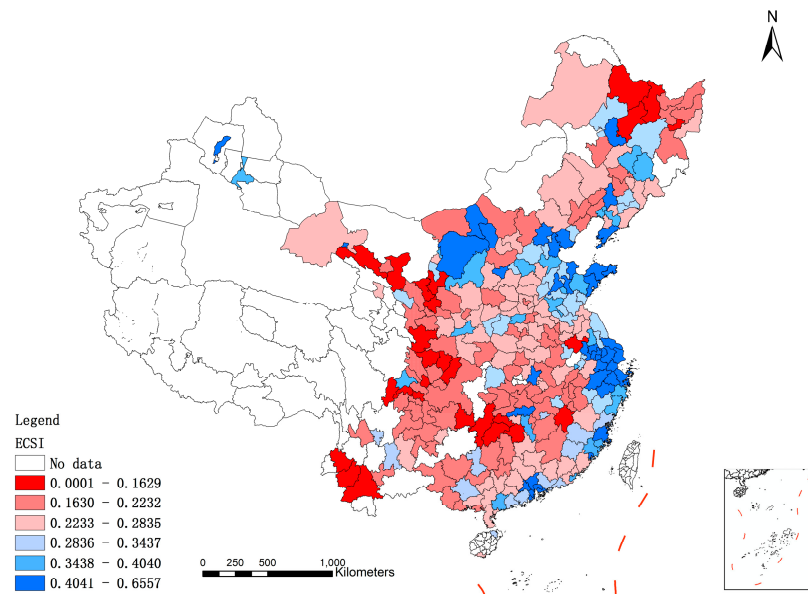 N
Legend
ECSI
No data
0.0001 - 0.1629
0.1630 - 0.2232
0.2233 - 0.2835
0.2836 - 0.3437
0.3438 - 0.4040
0.4041 - 0.6557
0 250 500 1,000
Kilometers